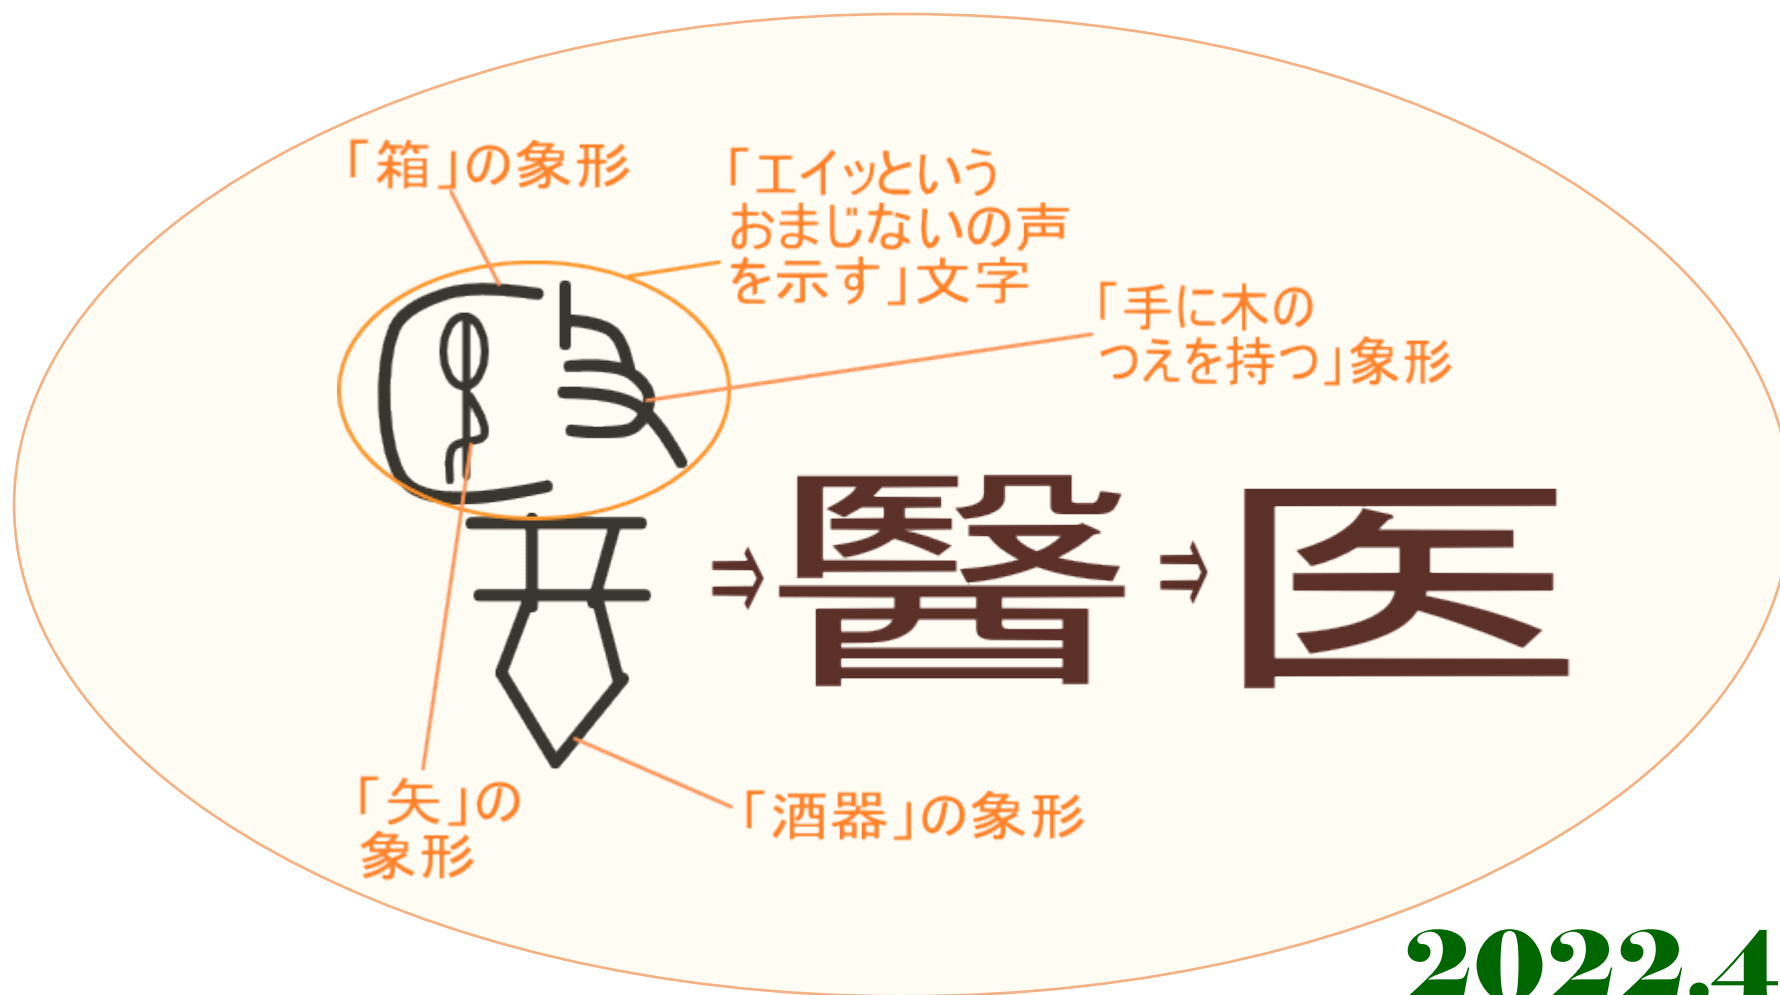 「箱」の象形
「エイッという
おまじないの声
を示す」文字
「手に木の
つえを持つ」象形
⇒醫⇒医
「矢」の
象形
「酒器」の象形
2022.4